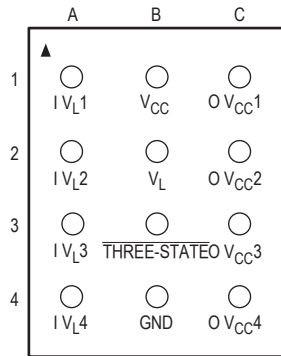 A B C
1
I VL1 VCC O VCC1
2
I VL2 VL O VCC2
3
I VL3 THREE-STATE O VCC3
4
I VL4 GND O VCC4